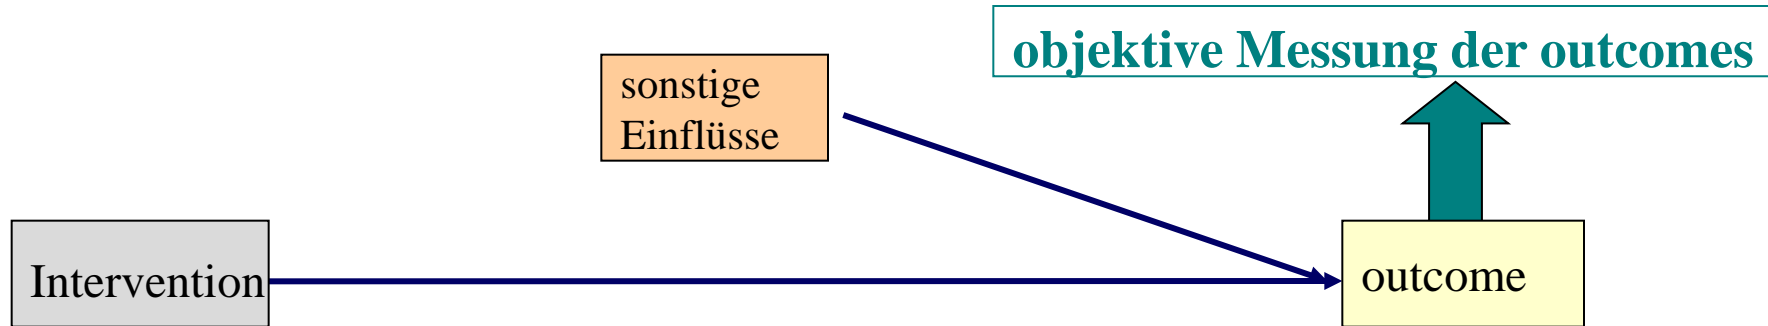 objektive Messung der outcomes
sonstige
Einflüsse
Intervention
outcome